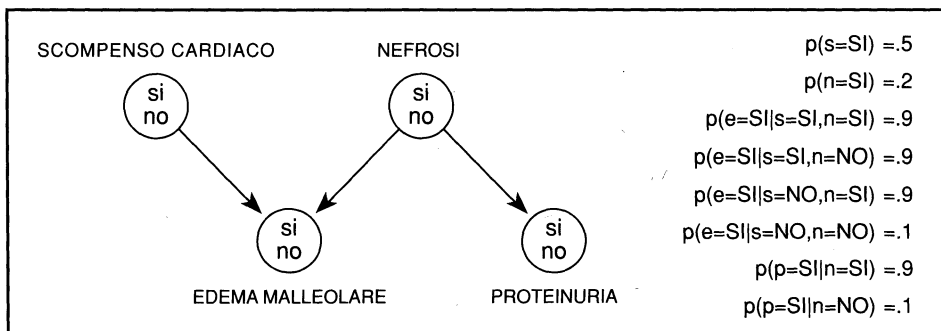 SCOMPENSO CARDIACO
NEFROSI
si
no
si
no
si
no
si
no
EDEMA MALLEOLARE
PROTEINURIA
p(s=SI) =.5
p(n=SI) =.2
p(e=SI|s=SI,n=SI) =.9
p(e=SI|s=SI,n=NO) =.9
p(e=SI|s=NO,n=SI) =.9
p(e=SI|s=NO,n=NO) =.1
p(p=SI|n=SI) =.9
p(p=SI|n=NO) =.1